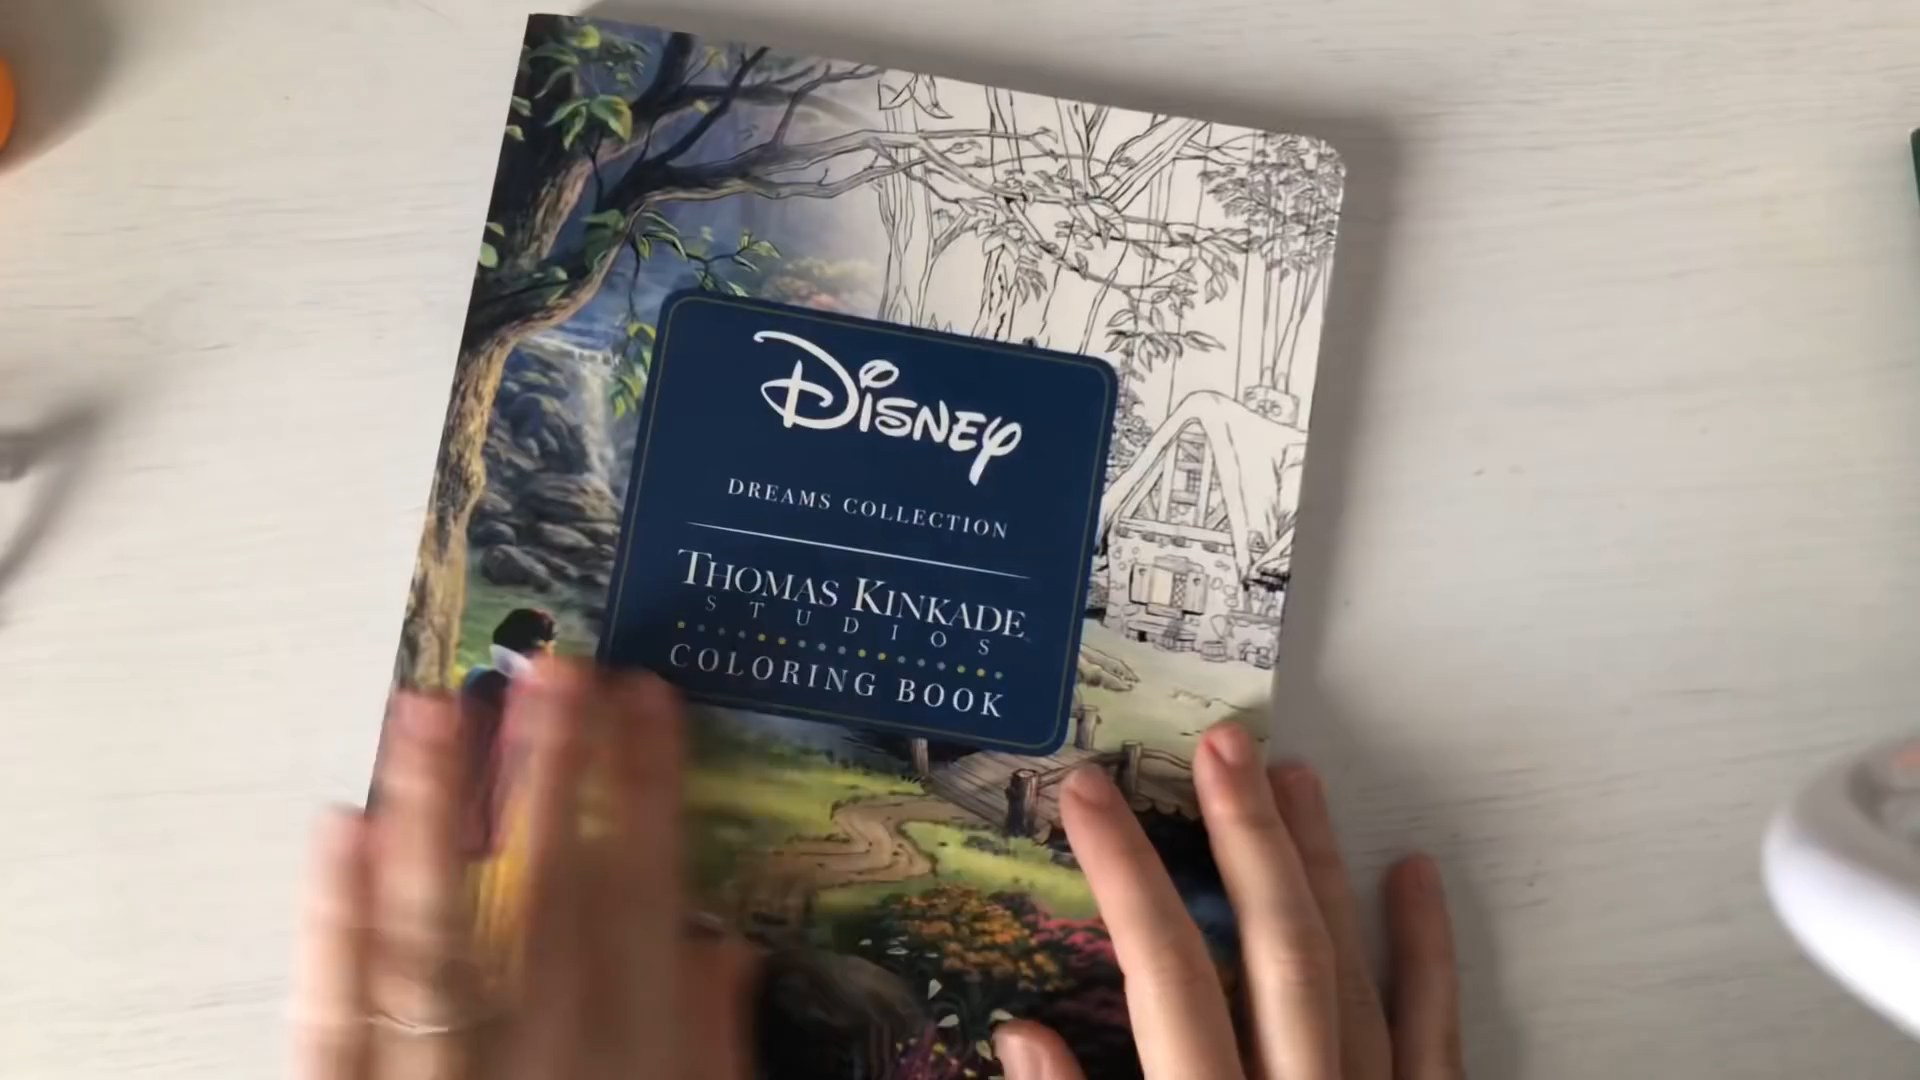 Disney
DREAMS COLLECTION
THOMAS KINKADE
STUDIOS
COLORING BOOK